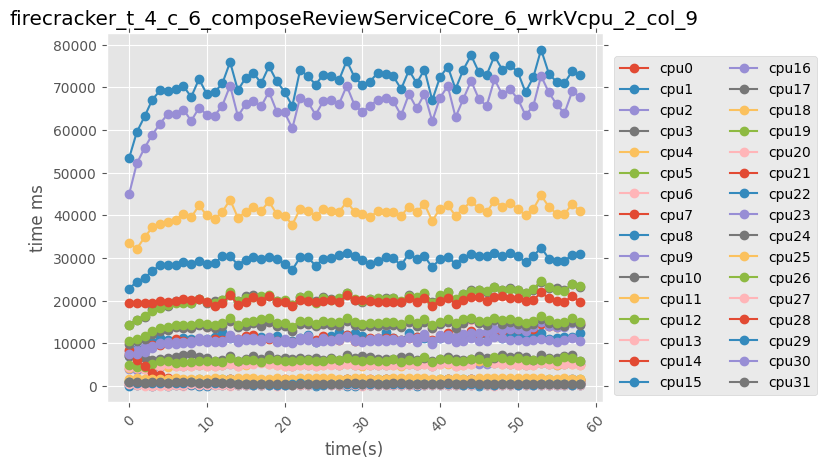 firecracker_t_4_c_6_composeReviewServiceCore_6_wrkVcpu_2_col_9
time ms
80000
70000
60000
50000
40000
30000
20000
10000
0
0
10
20
30
40
50
60
time(s)
cpu0
cpu1
cpu2
cpu3
cpu4
cpu5
cpu6
cpu7
cpu8
cpu9
cpu10
cpu11
cpu12
cpu13
cpu14
cpu15
cpu16
cpu17
cpu18
cpu19
cpu20
cpu21
cpu22
cpu23
cpu24
cpu25
cpu26
cpu27
cpu28
cpu29
cpu30
cpu31